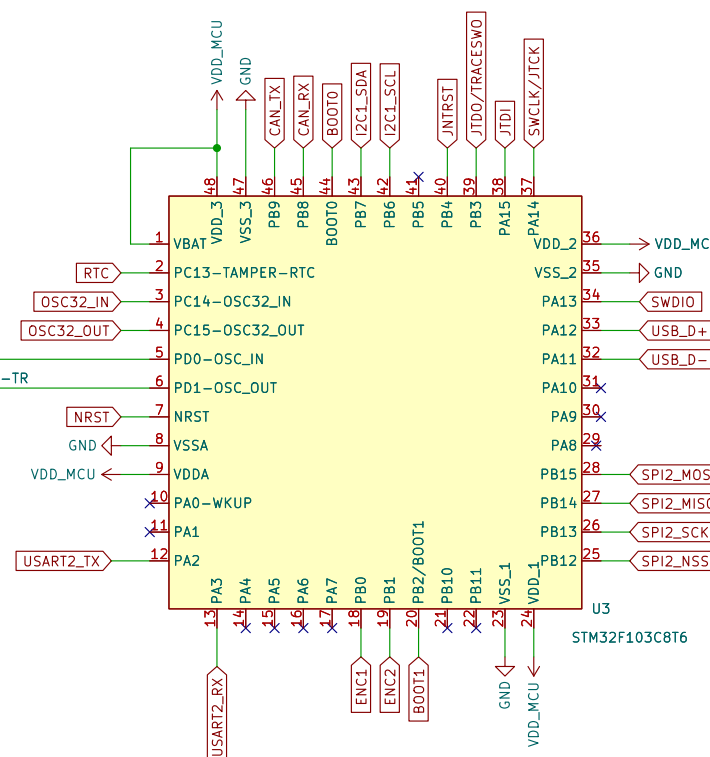 VDD_MCU
GND
CAN_TX
CAN_RX
BOOT0
I2C1_SDA
I2C1_SCL
JNTRST
JTDO/TRACESWO
JTDI
SWCLK/JTCK
48
47
46
45
44
43
42
41
40
39
38
37
VDD_3
VSS_3
PB9
PB8
BOOT0
PB7
PB6
PB5
PB4
PB3
PA15
PA14
1 VBAT
RTC 2 PC13-TAMPER-RTC
OSC32_IN 3 PC14-OSC32_IN
OSC32_OUT 4 PC15-OSC32_OUT
5 PD0-OSC_IN
-TR 6 PD1-OSC_OUT
NRST 7 NRST
GND 8 VSSA
VDD_MCU 9 VDDA
10 PA0-WKUP
11 PA1
USART2_TX 12 PA2
VDD_2 36 VDD_MC
VSS_2 35 GND
PA13 34 SWDIO
PA12 33 USB_D+
PA11 32 USB_D-
PA10 31
PA9 30
PA8 29
PB15 28 SPI2_MOS
PB14 27 SPI2_MISO
PB13 26 SPI2_SCK
PB12 25 SPI2_NSS
PA3
PA4
PA5
PA6
PA7
PB0
PB1
PB2/BOOT1
PB10
PB11
VSS_1
VDD_1
13
14
15
16
17
18
19
20
21
22
23
24
USART2_RX
ENC1
ENC2
BOOT1
GND
VDD_MCU
U3
STM32F103C8T6